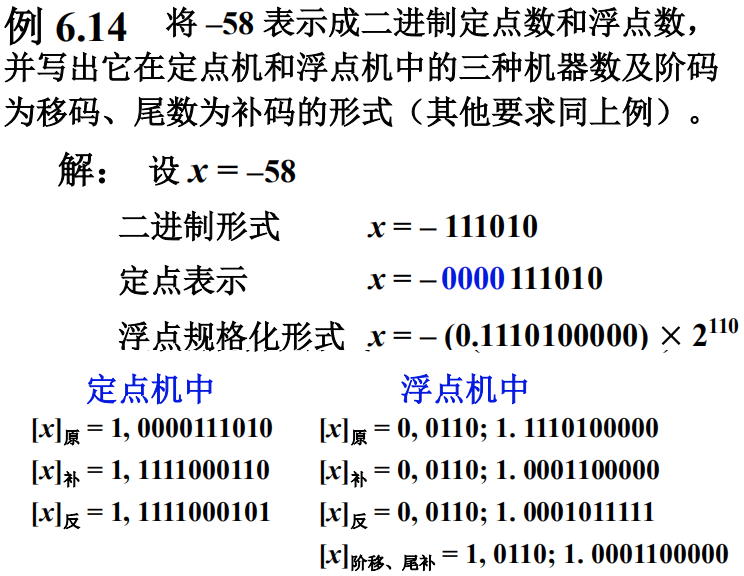 例 6.14 将 –58 表示成二进制定点数和浮点数，
并写出它在定点机和浮点机中的三种机器数及阶码
为移码、尾数为补码的形式（其他要求同上例）。
解： 设 x = –58
二进制形式 x = – 111010
定点表示 x = – 0000111010
浮点规格化形式 x = – (0.1110100000) × 2^110
定点机中 浮点机中
[x]原 = 1, 0000111010 [x]原 = 0, 0110; 1. 1110100000
[x]补 = 1, 1111000110 [x]补 = 0, 0110; 1. 0001100000
[x]反 = 1, 1111000101 [x]反 = 0, 0110; 1. 0001011111
[x]阶移、尾补 = 1, 0110; 1. 0001100000